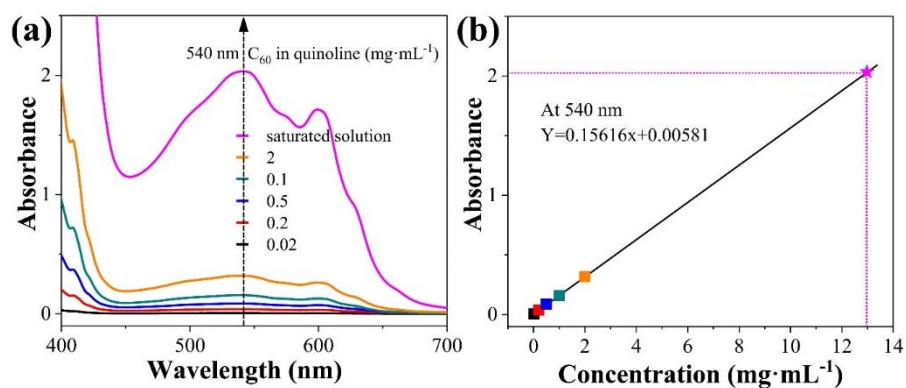 (a)
540 nm C₆₀ in quinoline (mg·mL⁻¹)
saturated solution
2
0.1
0.5
0.2
0.02
2
1
0
400
500
600
700
Absorbance
Wavelength (nm)
(b)
At 540 nm
Y=0.15616x+0.00581
2
1
0
0 2 4 6 8 10 12 14
Absorbance
Concentration (mg·mL⁻¹)